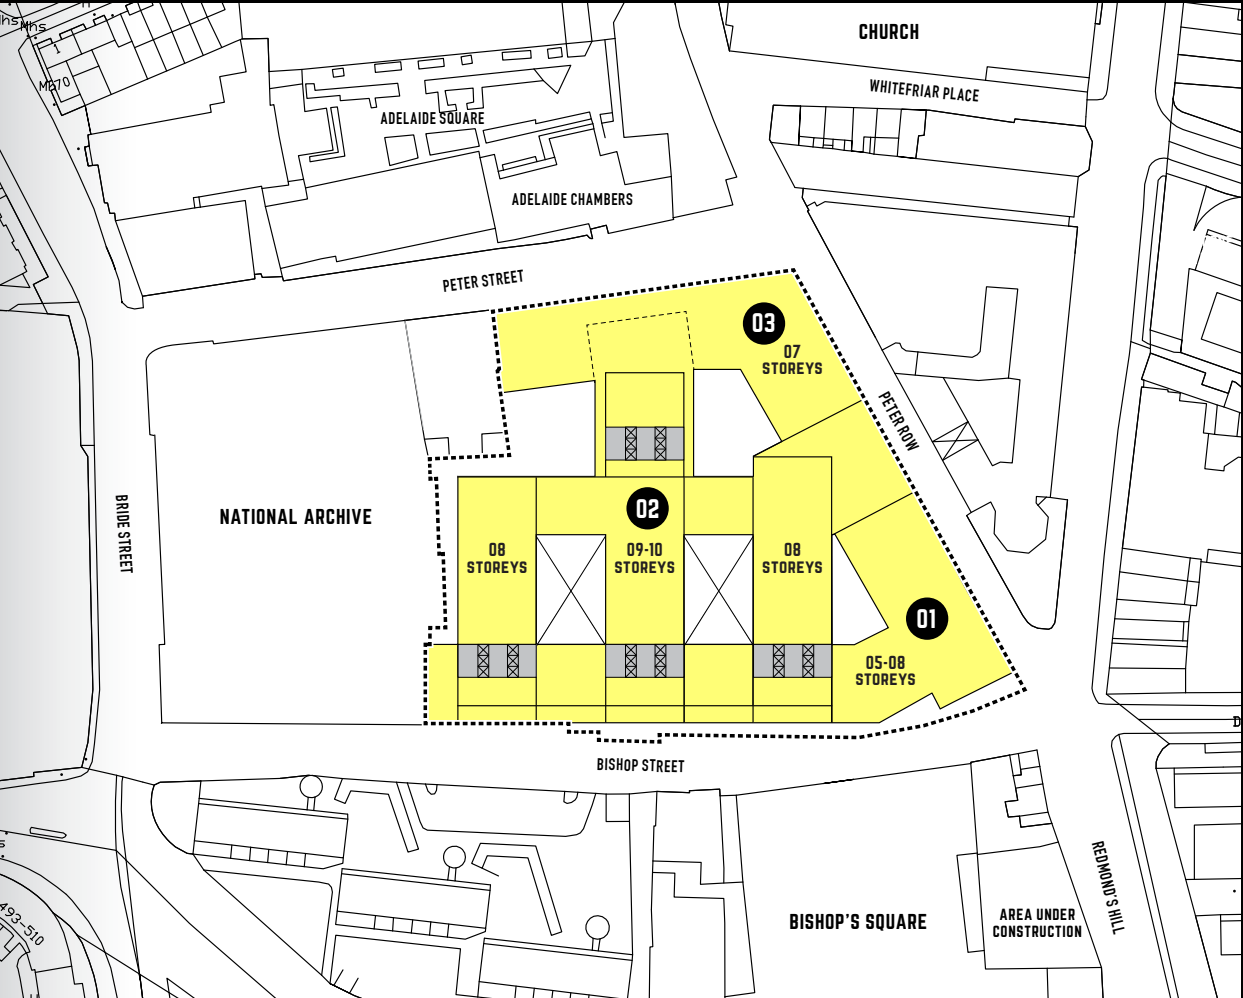 Mhs
M570
CHURCH
WHITEFRIAR PLACE
ADELAIDE SQUARE
ADELAIDE CHAMBERS
PETER STREET
03
07
STOREYS
PETER ROW
BRIDE STREET
NATIONAL ARCHIVE
02
08
STOREYS
09-10
STOREYS
08
STOREYS
01
05-08
STOREYS
D
BISHOP STREET
REDMOND'S HILL
BISHOP'S SQUARE
AREA UNDER
CONSTRUCTION
493-510